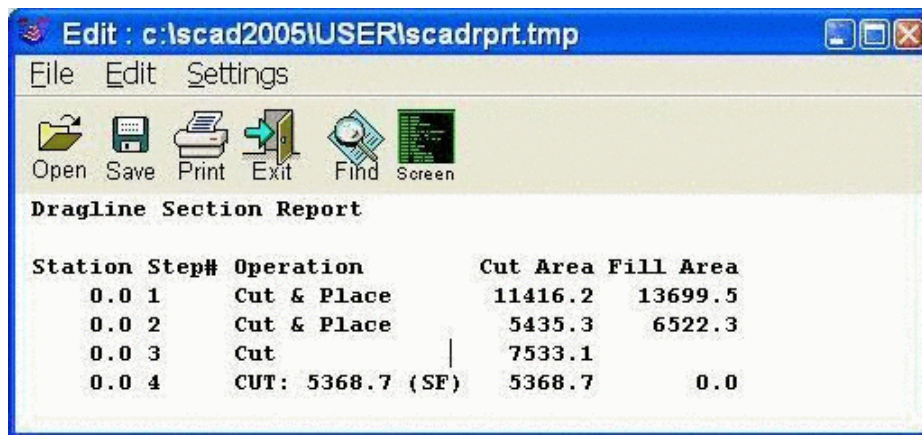 Edit : c:\scad2005\USER\scadrprt.tmp
File Edit Settings
Open Save Print Exit Find Screen
Dragline Section Report
Station Step# Operation Cut Area Fill Area
0.0 1 Cut & Place 11416.2 13699.5
0.0 2 Cut & Place 5435.3 6522.3
0.0 3 Cut 7533.1
0.0 4 CUT: 5368.7 (SF) 5368.7 0.0